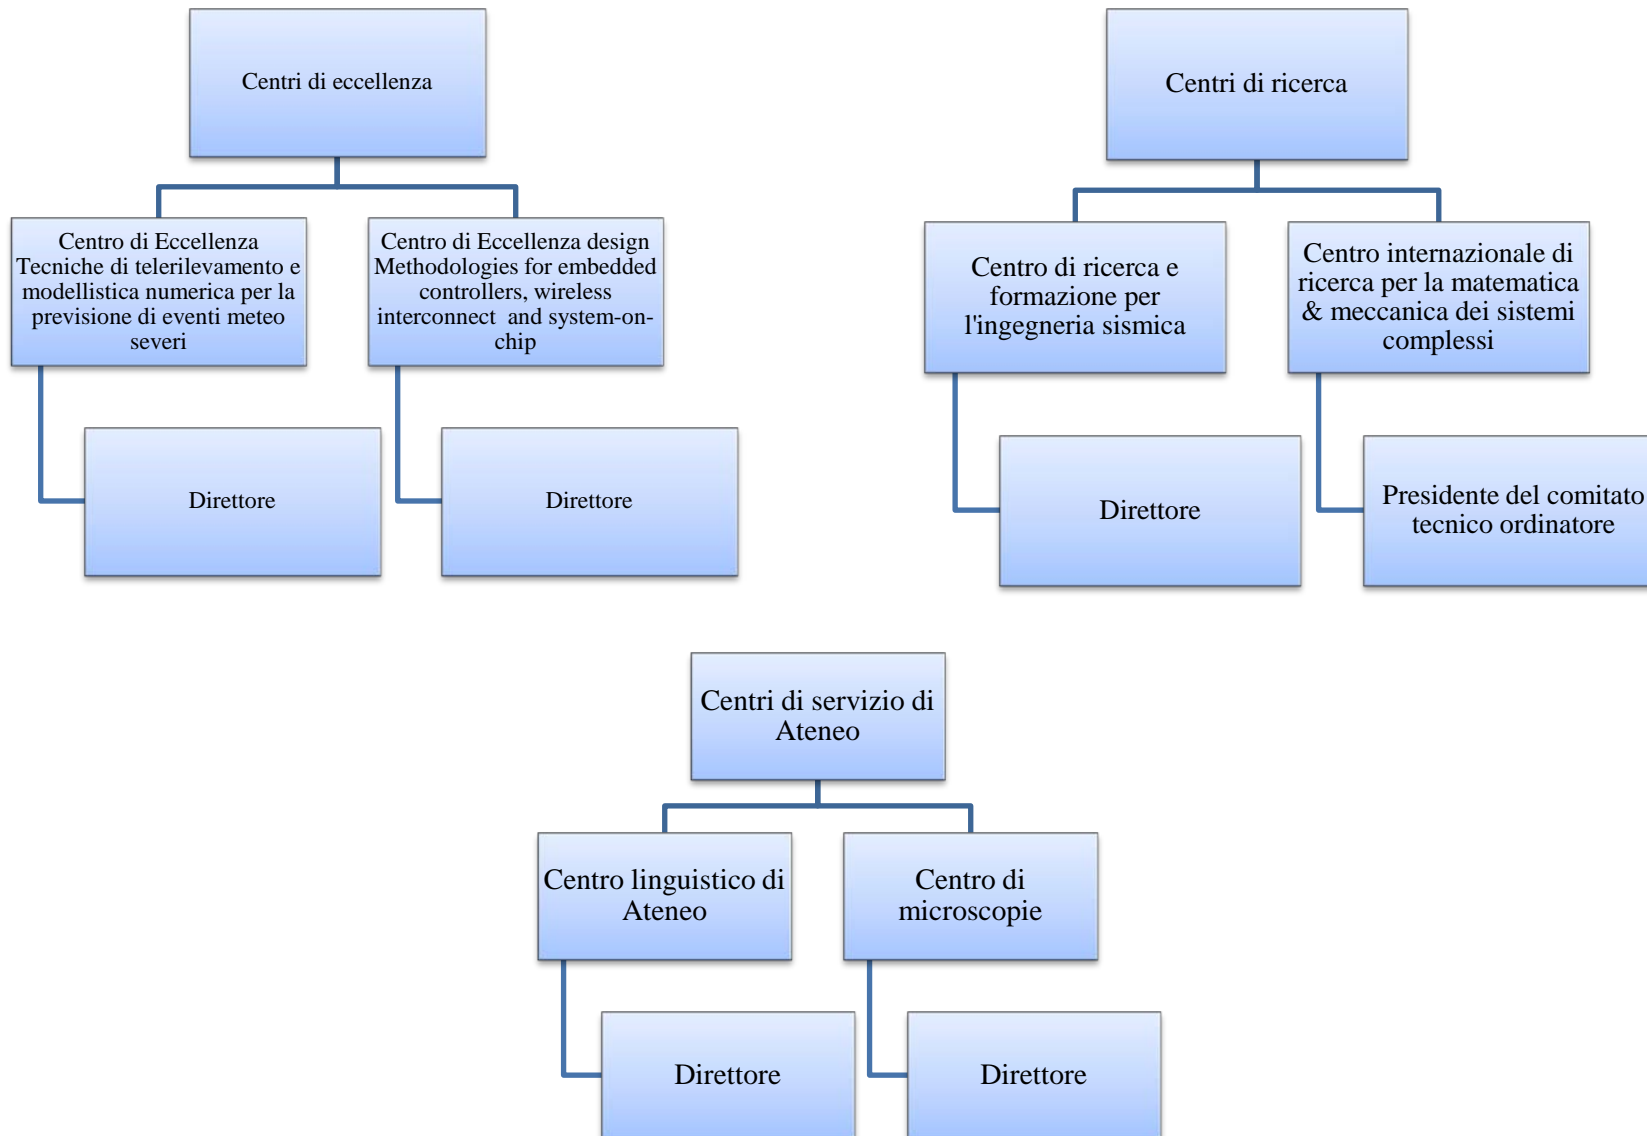 Centri di eccellenza
Centro di Eccellenza
Tecniche di telerilevamento e
modellistica numerica per la
previsione di eventi meteo
severi
Centro di Eccellenza design
Methodologies for embedded
controllers, wireless
interconnect and system-on-
chip
Direttore
Direttore
Centri di ricerca
Centro di ricerca e
formazione per
l'ingegneria sismica
Centro internazionale di
ricerca per la matematica
& meccanica dei sistemi
complessi
Direttore
Presidente del comitato
tecnico ordinatore
Centri di servizio di
Ateneo
Centro linguistico di
Ateneo
Centro di
microscopie
Direttore
Direttore